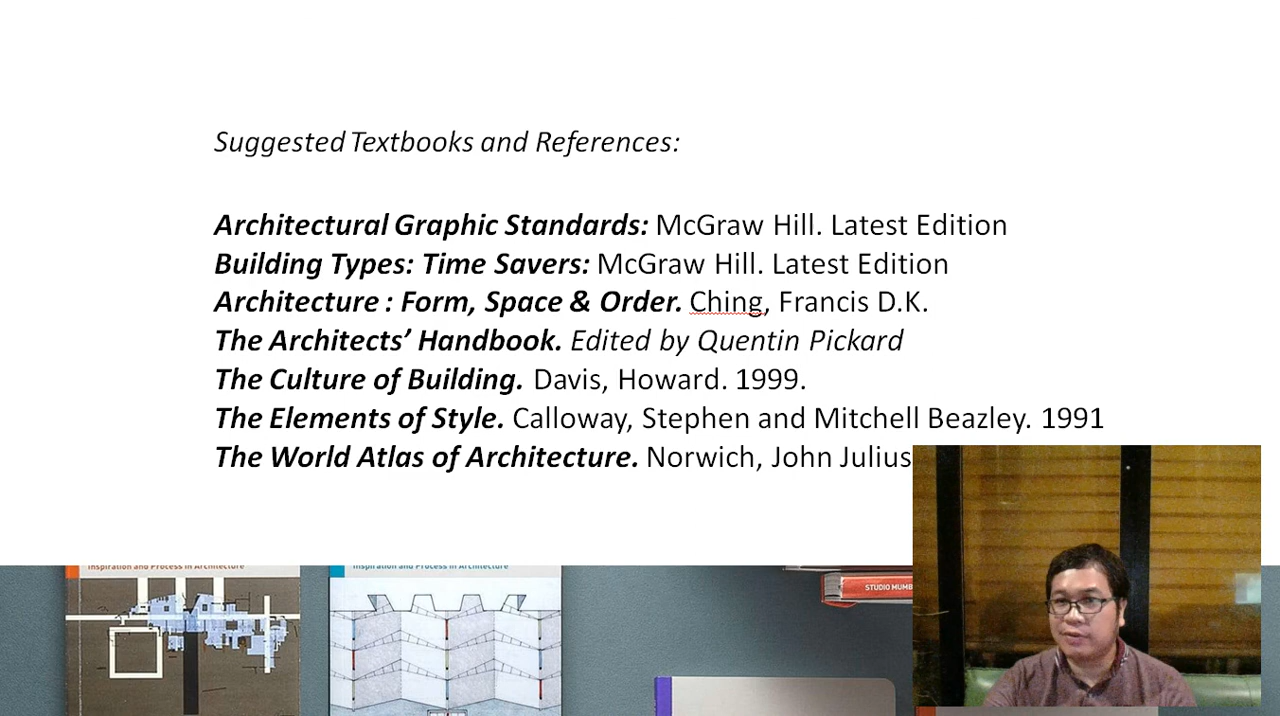 Suggested Textbooks and References:
Architectural Graphic Standards: McGraw Hill. Latest Edition
Building Types: Time Savers: McGraw Hill. Latest Edition
Architecture : Form, Space & Order. Ching, Francis D.K.
The Architects’ Handbook. Edited by Quentin Pickard
The Culture of Building. Davis, Howard. 1999.
The Elements of Style. Calloway, Stephen and Mitchell Beazley. 1991
The World Atlas of Architecture. Norwich, John Julius
Inspiration and Process in Architecture
Inspiration and Process in Architecture
STUDIO